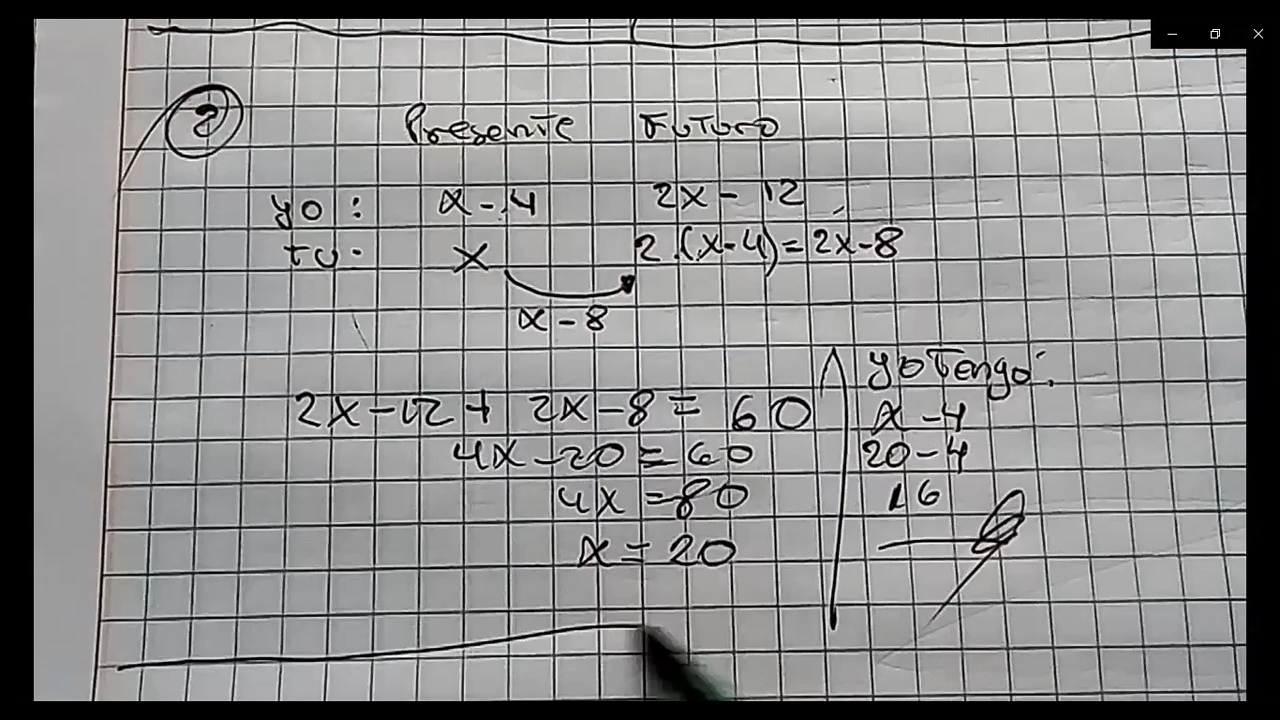 2
Presente Futuro
yo: x - 4 2x - 12
tu: x 2.(x-4) = 2x-8
x - 8
2x-12 + 2x-8 = 60
4x - 20 = 60
4x = 80
x = 20
yo Tengo:
x - 4
20 - 4
16